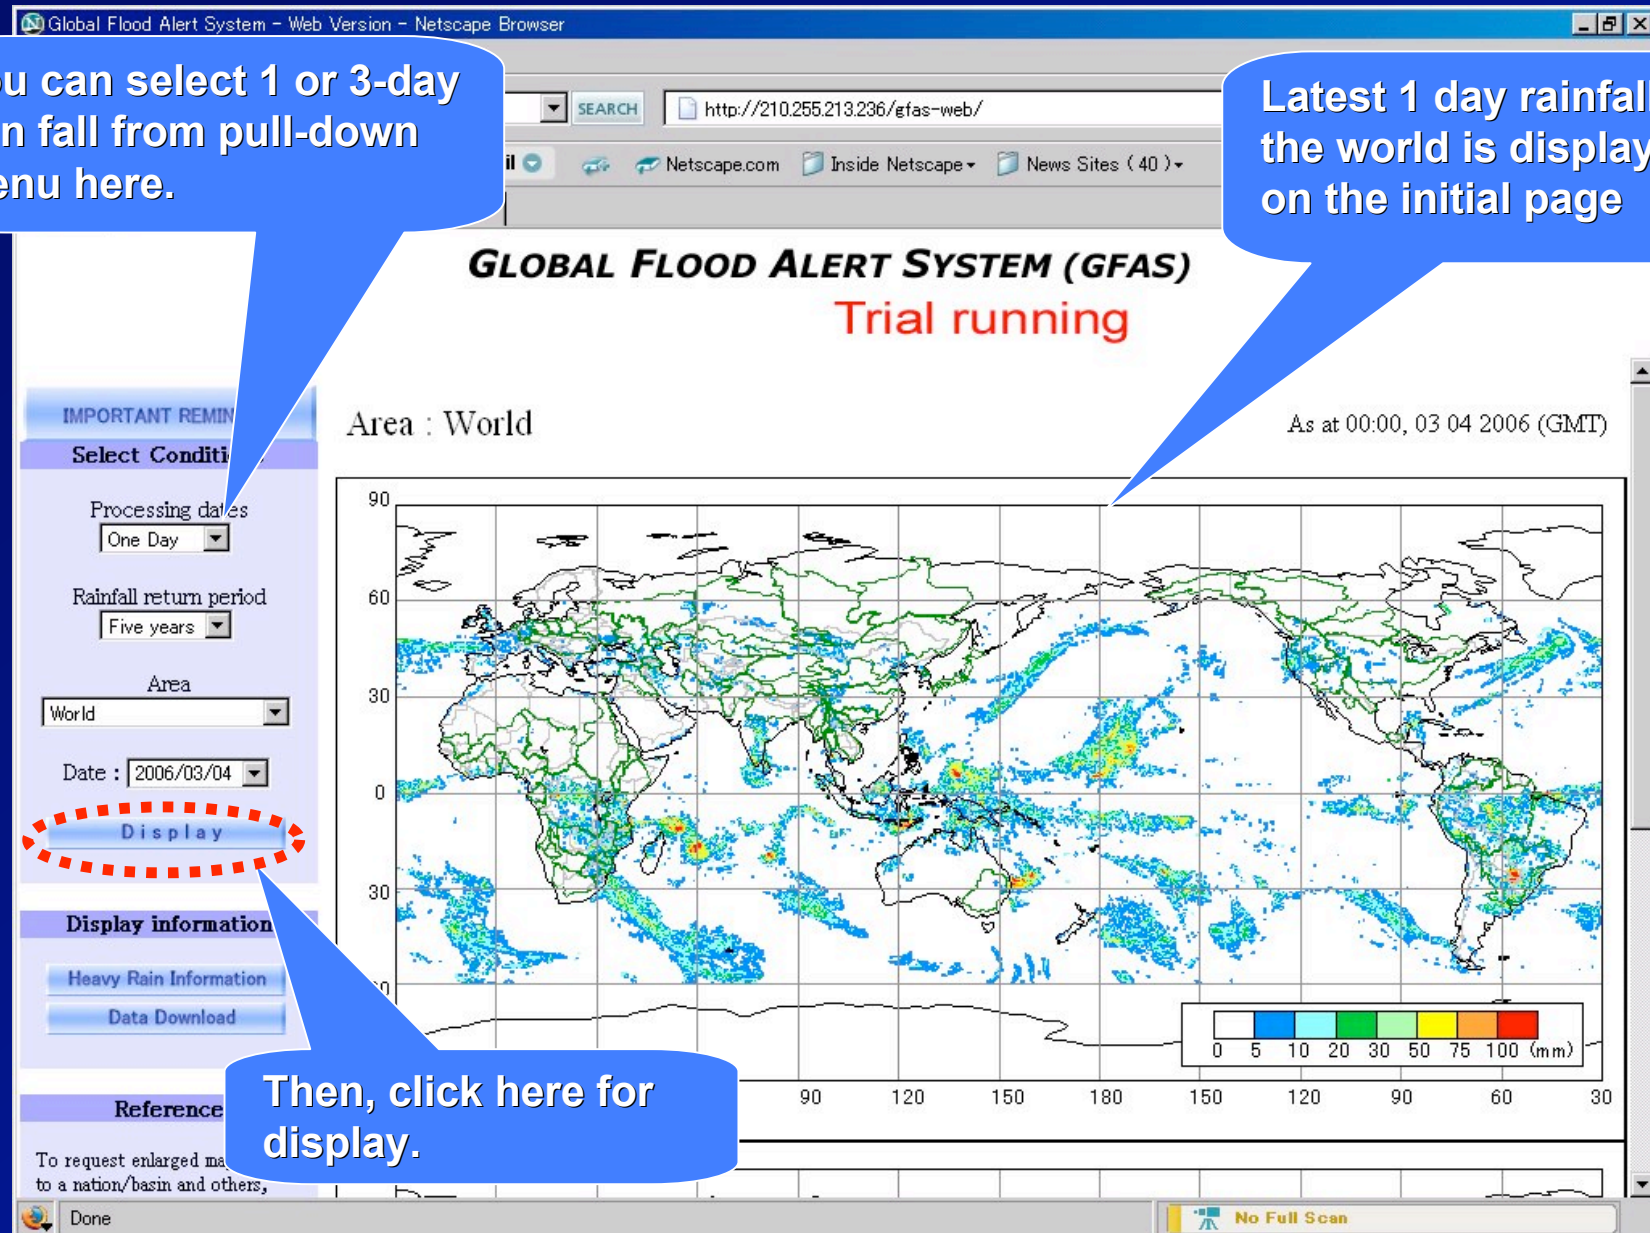 Global Flood Alert System - Web Version - Netscape Browser
can select 1 or 3-day
fall from pull-down
here.
SEARCH
http://210.255.213.236/gfas-web/
Netscape.com Inside Netscape News Sites ( 40 )
Latest 1 day rainfall
the world is display
on the initial page
GLOBAL FLOOD ALERT SYSTEM (GFAS)
Trial running
IMPORTANT
Select
Processing dates
One Day
Rainfall return period
Five years
Area
World
Date : 2006/03/04
Display
Display information
Heavy Rain Information
Data Download
Reference
To request enlarged
to a nation/basin and others,
Area : World
As at 00:00, 03 04 2006 (GMT)
90
60
30
0
30
0 5 10 20 30 50 75 100 (mm)
90 120 150 180 150 120 90 60 30
Then, click here for
display.
Done
No Full Scan